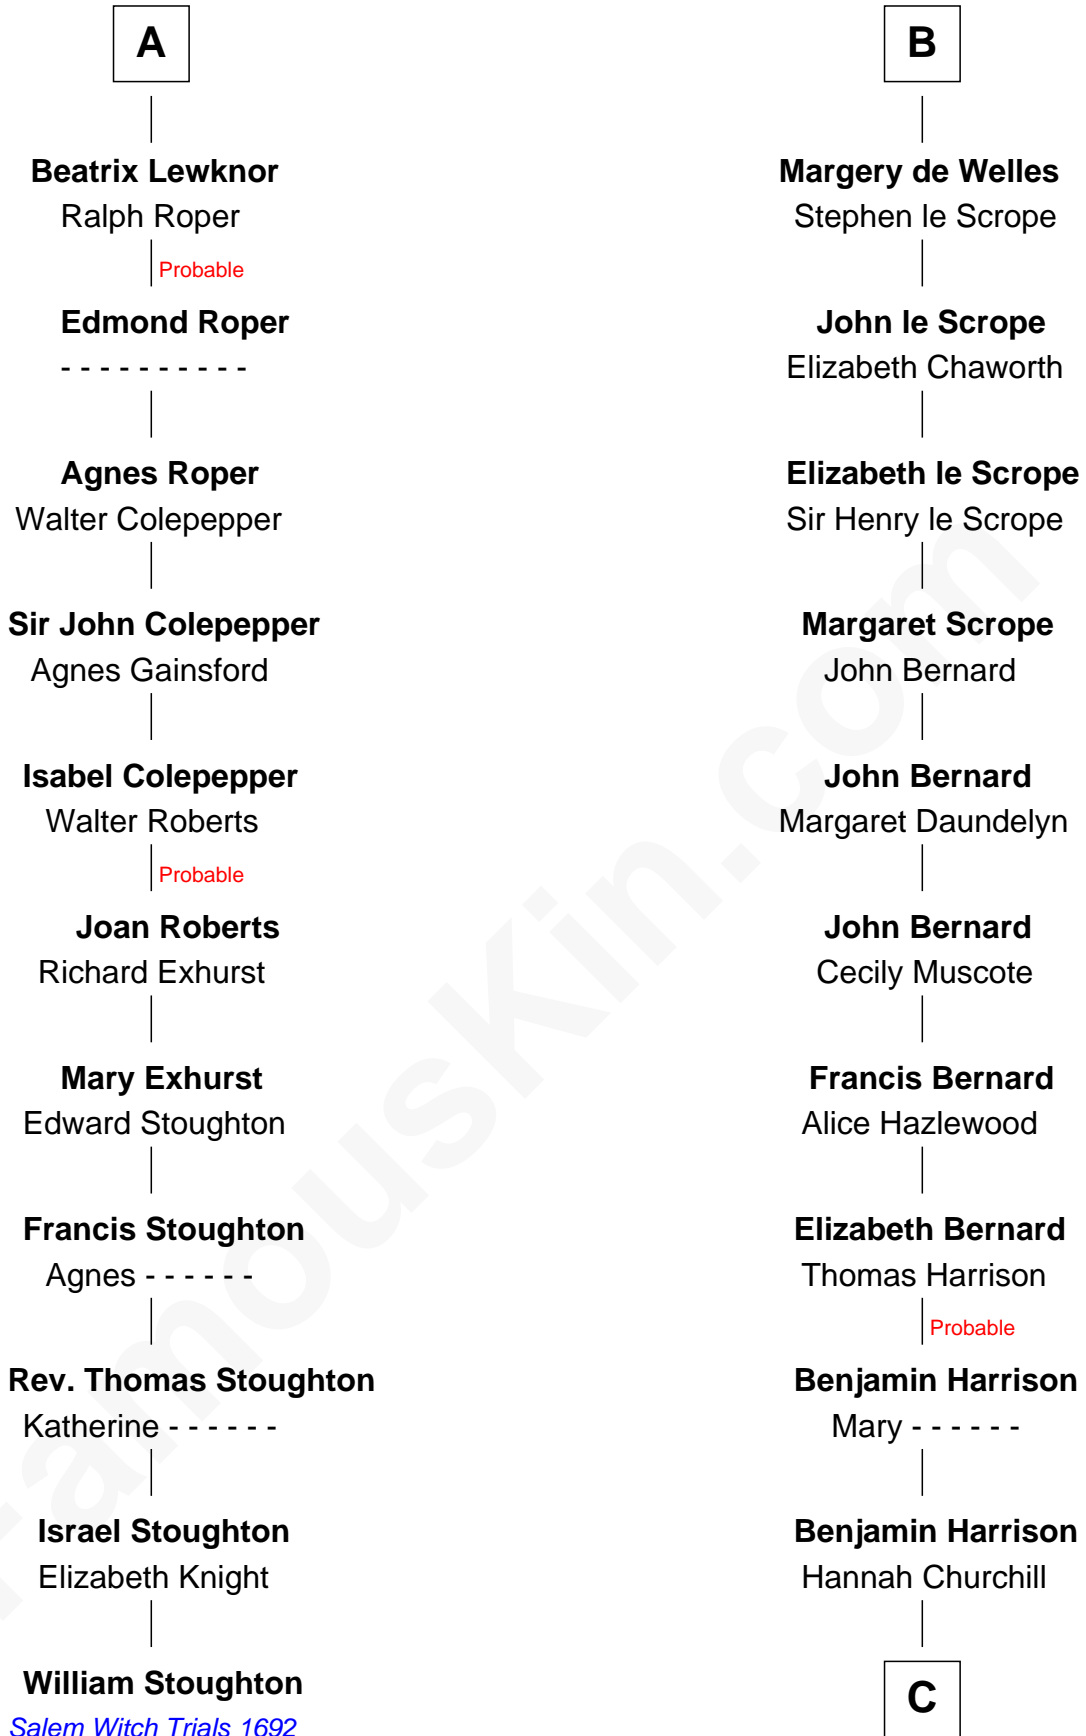 A
Beatrix Lewknor
Ralph Roper
Probable
Edmond Roper
- - - - - - - - - -
Agnes Roper
Walter Colepepper
Sir John Colepepper
Agnes Gainsford
Isabel Colepepper
Walter Roberts
Probable
Joan Roberts
Richard Exhurst
Mary Exhurst
Edward Stoughton
Francis Stoughton
Agnes - - - - - -
Rev. Thomas Stoughton
Katherine - - - - - -
Israel Stoughton
Elizabeth Knight
William Stoughton
Salem Witch Trials 1692
B
Margery de Welles
Stephen le Scrope
John le Scrope
Elizabeth Chaworth
Elizabeth le Scrope
Sir Henry le Scrope
Margaret Scrope
John Bernard
John Bernard
Margaret Daundelyn
John Bernard
Cecily Muscote
Francis Bernard
Alice Hazlewood
Elizabeth Bernard
Thomas Harrison
Probable
Benjamin Harrison
Mary - - - - - -
Benjamin Harrison
Hannah Churchill
C
FamousKin.com